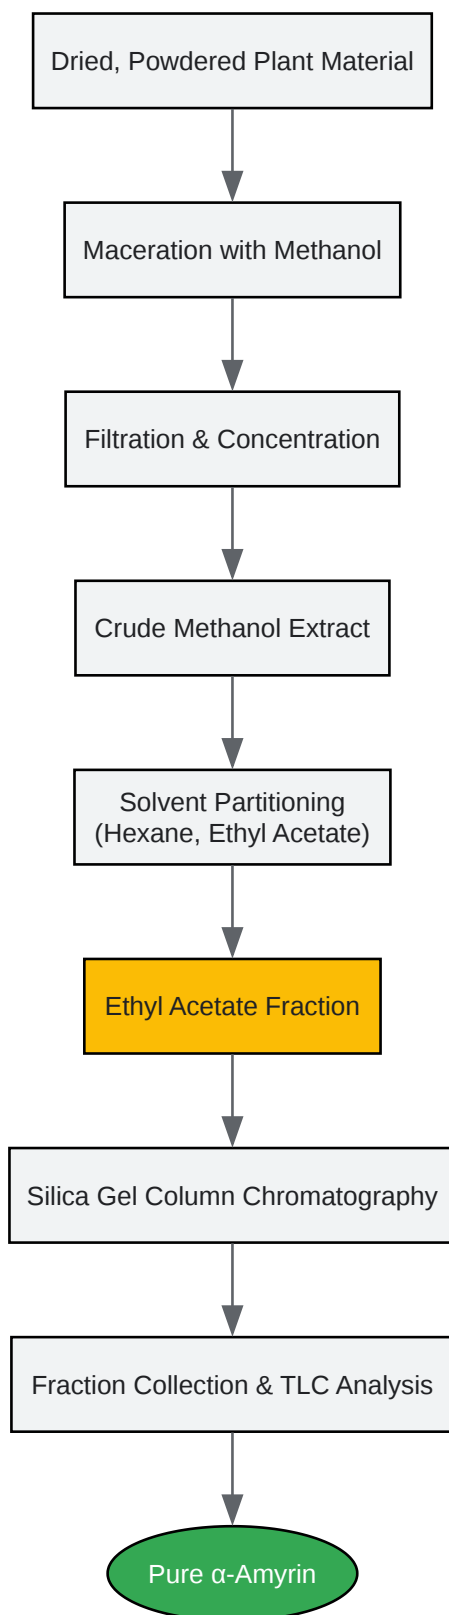 Dried, Powdered Plant Material
Maceration with Methanol
Filtration & Concentration
Crude Methanol Extract
Solvent Partitioning
(Hexane, Ethyl Acetate)
Ethyl Acetate Fraction
Silica Gel Column Chromatography
Fraction Collection & TLC Analysis
Pure α-Amyrin